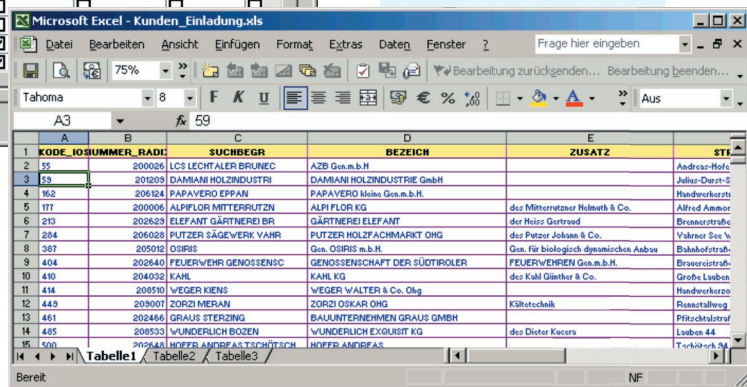 Microsoft Excel - Kunden_Einladung.xls
Datei Bearbeiten Ansicht Einfügen Format Extras Daten Fenster ? Frage hier eingeben
75% Bearbeitung zurücksenden... Bearbeitung beenden...
Tahoma 8 F K U € % 000 A Aus
A3 fx 59
A B C D E
1 KODE_IOS SUCHBEGR BEZEICH ZUSATZ
2 55 200026 LCS LECHTALER BRUNEC AZB Gen.m.b.H Andreas-Hofe
3 59 201209 DAMIANI HOLZINDUSTRI DAMIANI HOLZINDUSTRIE GmbH Julius-Durst-S
4 162 206124 PAPAVERO EPPAN PAPAVERO kleine Gen.m.b.H. Handwerkerstr
5 177 200006 ALPIFLOR MITTERRUTZN ALPI FLOR KG des Mitterrutzner Helmuth & Co. Alfred Ammor
6 213 202629 ELEFANT GÄRTNEREI BR GÄRTNEREI ELEFANT der Heiss Gertraud Brennerstraße
7 284 206028 PUTZER SÄGEWERK VAHR PUTZER HOLZFACHMARKT OHG des Putzer Johann & Co. Vahrner See W
8 387 205012 OSIRIS Gen. OSIRIS m.b.H. Gen. für biologisch dynamischen Anbau Bahnhofstraß
9 404 202640 FEUERWEHR GENOSSENSC GENOSSENSCHAFT DER SÜDTIROLER FEUERWEHREN Gen.m.b.H. Brauereistraß
10 410 204032 KAHL KAHL KG des Kahl Günther & Co. Große Lauben
11 414 208510 WEGER KIENS WEGER WALTER & Co. Ohg Handwerkerzo
12 449 209007 ZORZI MERAN ZORZI OSKAR OHG Kältetechnik Rennstallweg
13 461 202466 GRAUS STERZING BAUUNTERNEHMEN GRAUS GMBH Pfitschtalstraf
14 485 208533 WUNDERLICH BOZEN WUNDERLICH EXQUISIT KG des Dieter Kucera Lauben 44
15 500 202648 HOFER ANDREAS TSCHÖTSCH HOFER ANDREAS Tschötsch 94
Tabelle1 Tabelle2 Tabelle3
Bereit NF